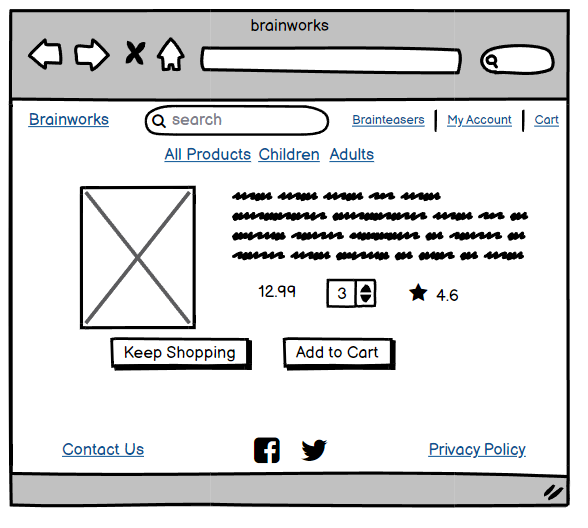 brainworks
Brainworks search Brainteasers My Account Cart
All Products Children Adults
12.99 3 4.6
Keep Shopping Add to Cart
Contact Us Privacy Policy